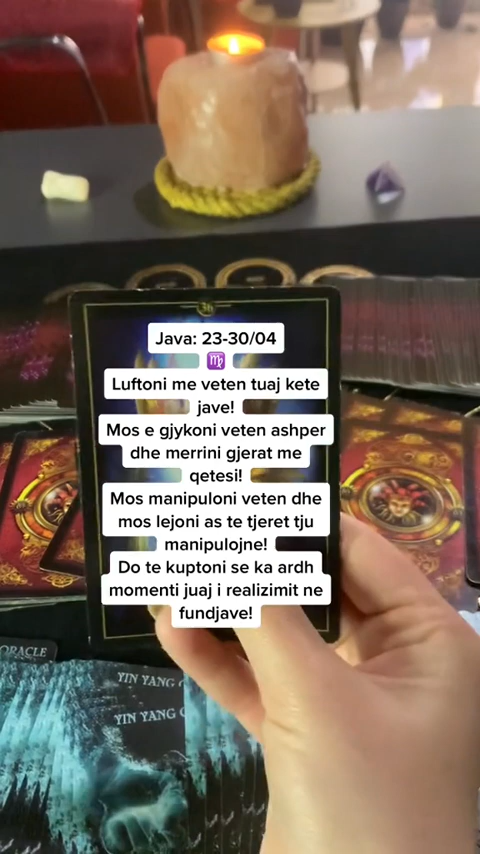 36
Java: 23-30/04
♍
Luftoni me veten tuaj kete
jave!
Mos e gjykoni veten ashper
dhe merrini gjerat me
qetesi!
Mos manipuloni veten dhe
mos lejoni as te tjeret tju
manipulojne!
Do te kuptoni se ka ardh
momenti juaj i realizimit ne
fundjave!
ORACLE
YIN YANG
YIN YANG